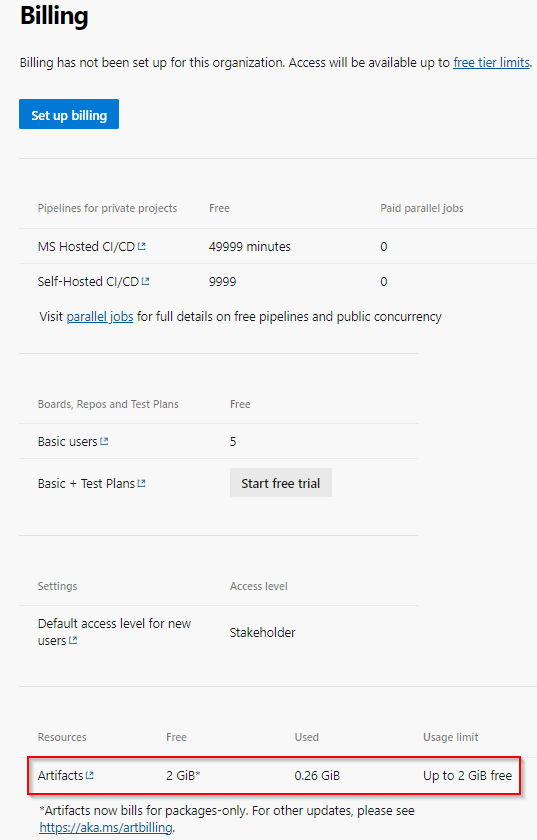 Billing
Billing has not been set up for this organization. Access will be available up to free tier limits.
Set up billing
Pipelines for private projects Free Paid parallel jobs
MS Hosted CI/CD 49999 minutes 0
Self-Hosted CI/CD 9999 0
Visit parallel jobs for full details on free pipelines and public concurrency
Boards, Repos and Test Plans Free
Basic users 5
Basic + Test Plans Start free trial
Settings Access level
Default access level for new
users Stakeholder
Resources Free Used Usage limit
Artifacts 2 GiB* 0.26 GiB Up to 2 GiB free
*Artifacts now bills for packages-only. For other updates, please see
https://aka.ms/artbilling.